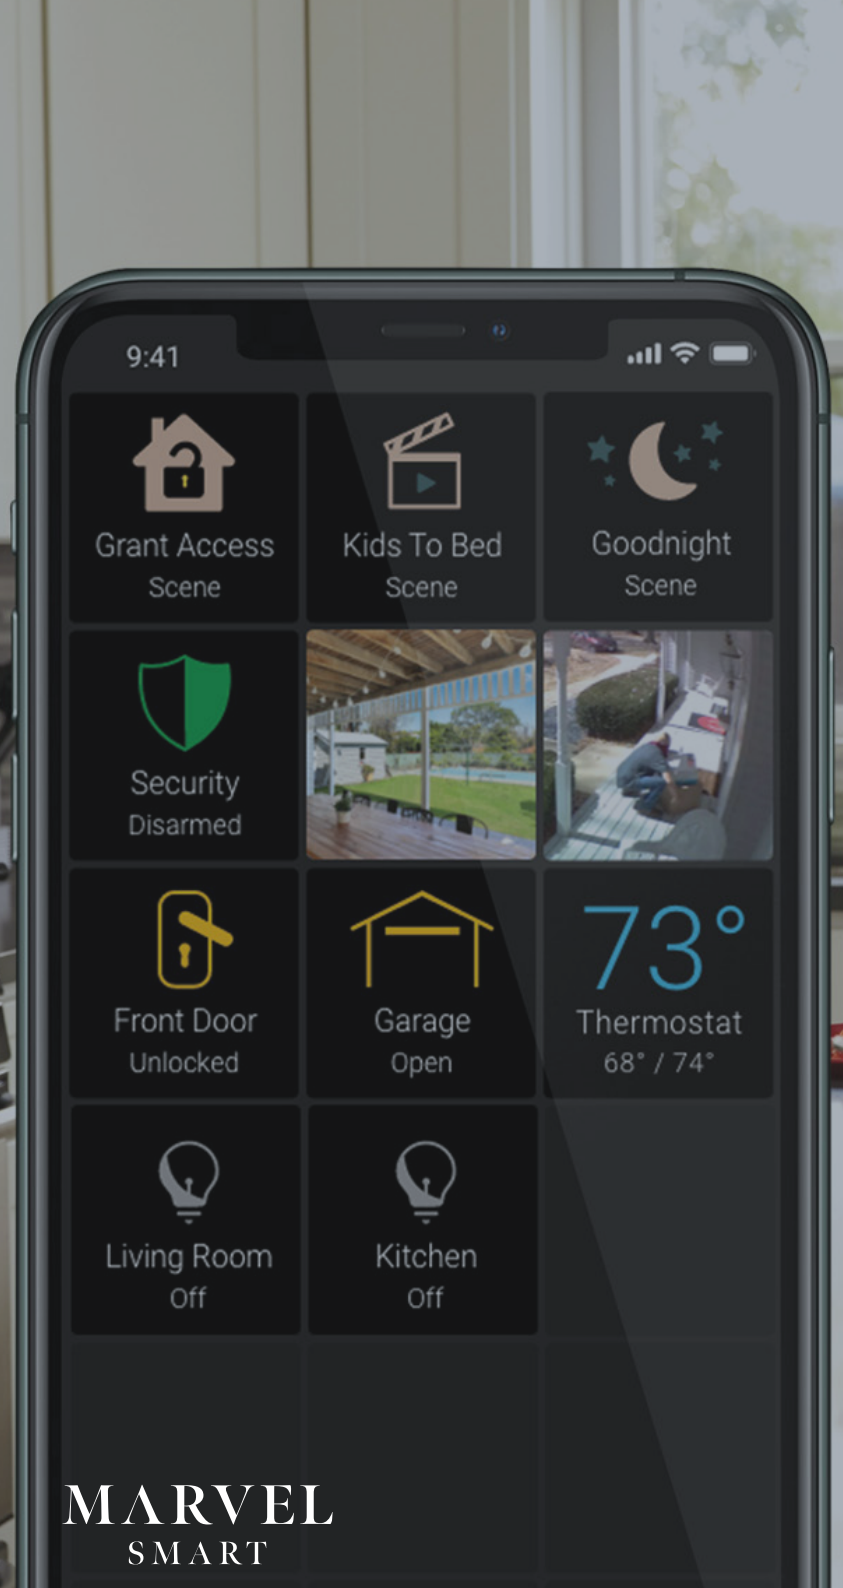 9:41
Grant Access
Scene
Kids To Bed
Scene
Goodnight
Scene
Security
Disarmed
Front Door
Unlocked
Garage
Open
73°
Thermostat
68° / 74°
Living Room
Off
Kitchen
Off
MARVEL
SMART